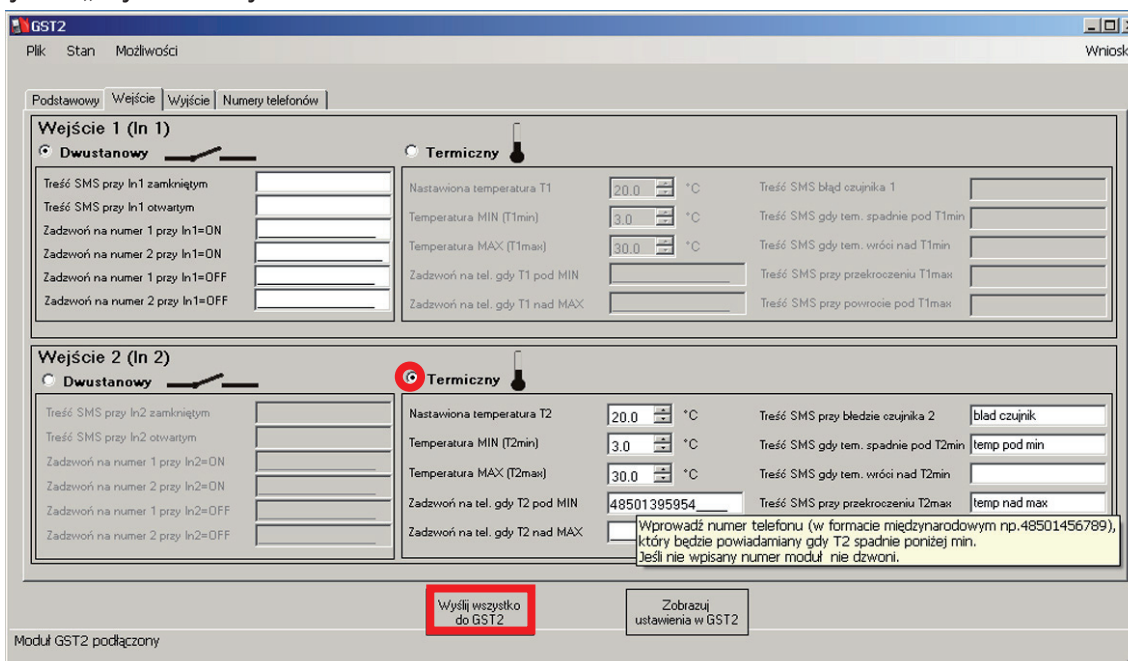 GST2
Plik Stan Możliwości Wniosk
Podstawowy Wejście Wyjście Numery telefonów
Wejście 1 (In 1)
Dwustanowy
Termiczny
Treść SMS przy In1 zamkniętym
Treść SMS przy In1 otwartym
Zadzwoń na numer 1 przy In1=ON
Zadzwoń na numer 2 przy In1=ON
Zadzwoń na numer 1 przy In1=OFF
Zadzwoń na numer 2 przy In1=OFF
Nastawiona temperatura T1 20.0 °C
Temperatura MIN (T1min) 3.0 °C
Temperatura MAX (T1max) 30.0 °C
Zadzwoń na tel. gdy T1 pod MIN
Zadzwoń na tel. gdy T1 nad MAX
Treść SMS błąd czujnika 1
Treść SMS gdy tem. spadnie pod T1min
Treść SMS gdy tem. wróci nad T1min
Treść SMS przy przekroczeniu T1max
Treść SMS przy powrocie pod T1max
Wejście 2 (In 2)
Dwustanowy
Termiczny
Treść SMS przy In2 zamkniętym
Treść SMS przy In2 otwartym
Zadzwoń na numer 1 przy In2=ON
Zadzwoń na numer 2 przy In2=ON
Zadzwoń na numer 1 przy In2=OFF
Zadzwoń na numer 2 przy In2=OFF
Nastawiona temperatura T2 20.0 °C
Temperatura MIN (T2min) 3.0 °C
Temperatura MAX (T2max) 30.0 °C
Zadzwoń na tel. gdy T2 pod MIN 48501395954____
Zadzwoń na tel. gdy T2 nad MAX
Treść SMS przy błedzie czujnika 2 blad czujnik
Treść SMS gdy tem. spadnie pod T2min temp pod min
Treść SMS gdy tem. wróci nad T2min
Treść SMS przy przekroczeniu T2max temp nad max
Wprowadź numer telefonu (w formacie międzynarodowym np.48501456789),
który będzie powiadamiany gdy T2 spadnie poniżej min.
Jeśli nie wpisany numer moduł nie dzwoni.
Wyślij wszystko
do GST2
Zobrazuj
ustawienia w GST2
Moduł GST2 podłączony